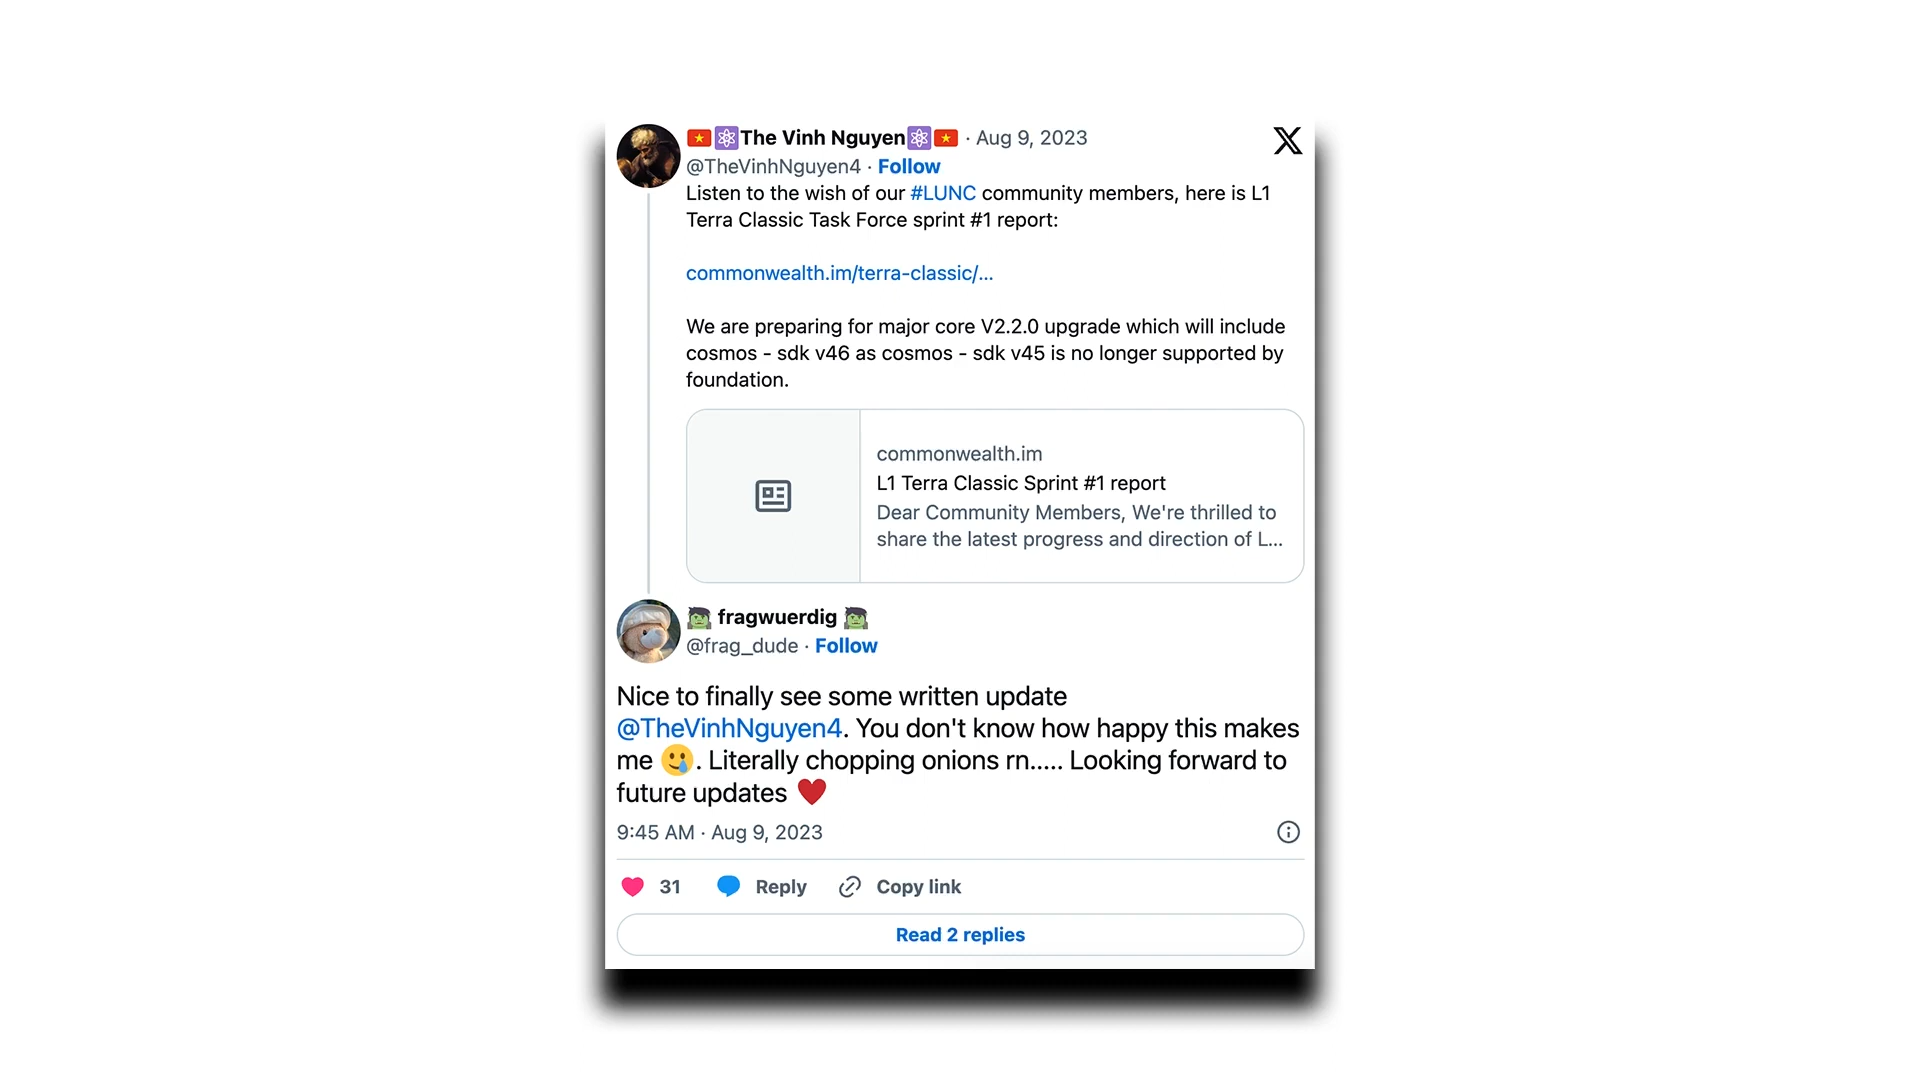 🇻🇳⚛️The Vinh Nguyen⚛️🇻🇳 · Aug 9, 2023
@TheVinhNguyen4 · Follow
Listen to the wish of our #LUNC community members, here is L1
Terra Classic Task Force sprint #1 report:
commonwealth.im/terra-classic/...
We are preparing for major core V2.2.0 upgrade which will include
cosmos - sdk v46 as cosmos - sdk v45 is no longer supported by
foundation.
commonwealth.im
L1 Terra Classic Sprint #1 report
Dear Community Members, We're thrilled to
share the latest progress and direction of L...
fragwuerdig
@frag_dude · Follow
Nice to finally see some written update
@TheVinhNguyen4. You don't know how happy this makes
me 🥲. Literally chopping onions rn..... Looking forward to
future updates ♥️
9:45 AM · Aug 9, 2023
31 Reply Copy link
Read 2 replies